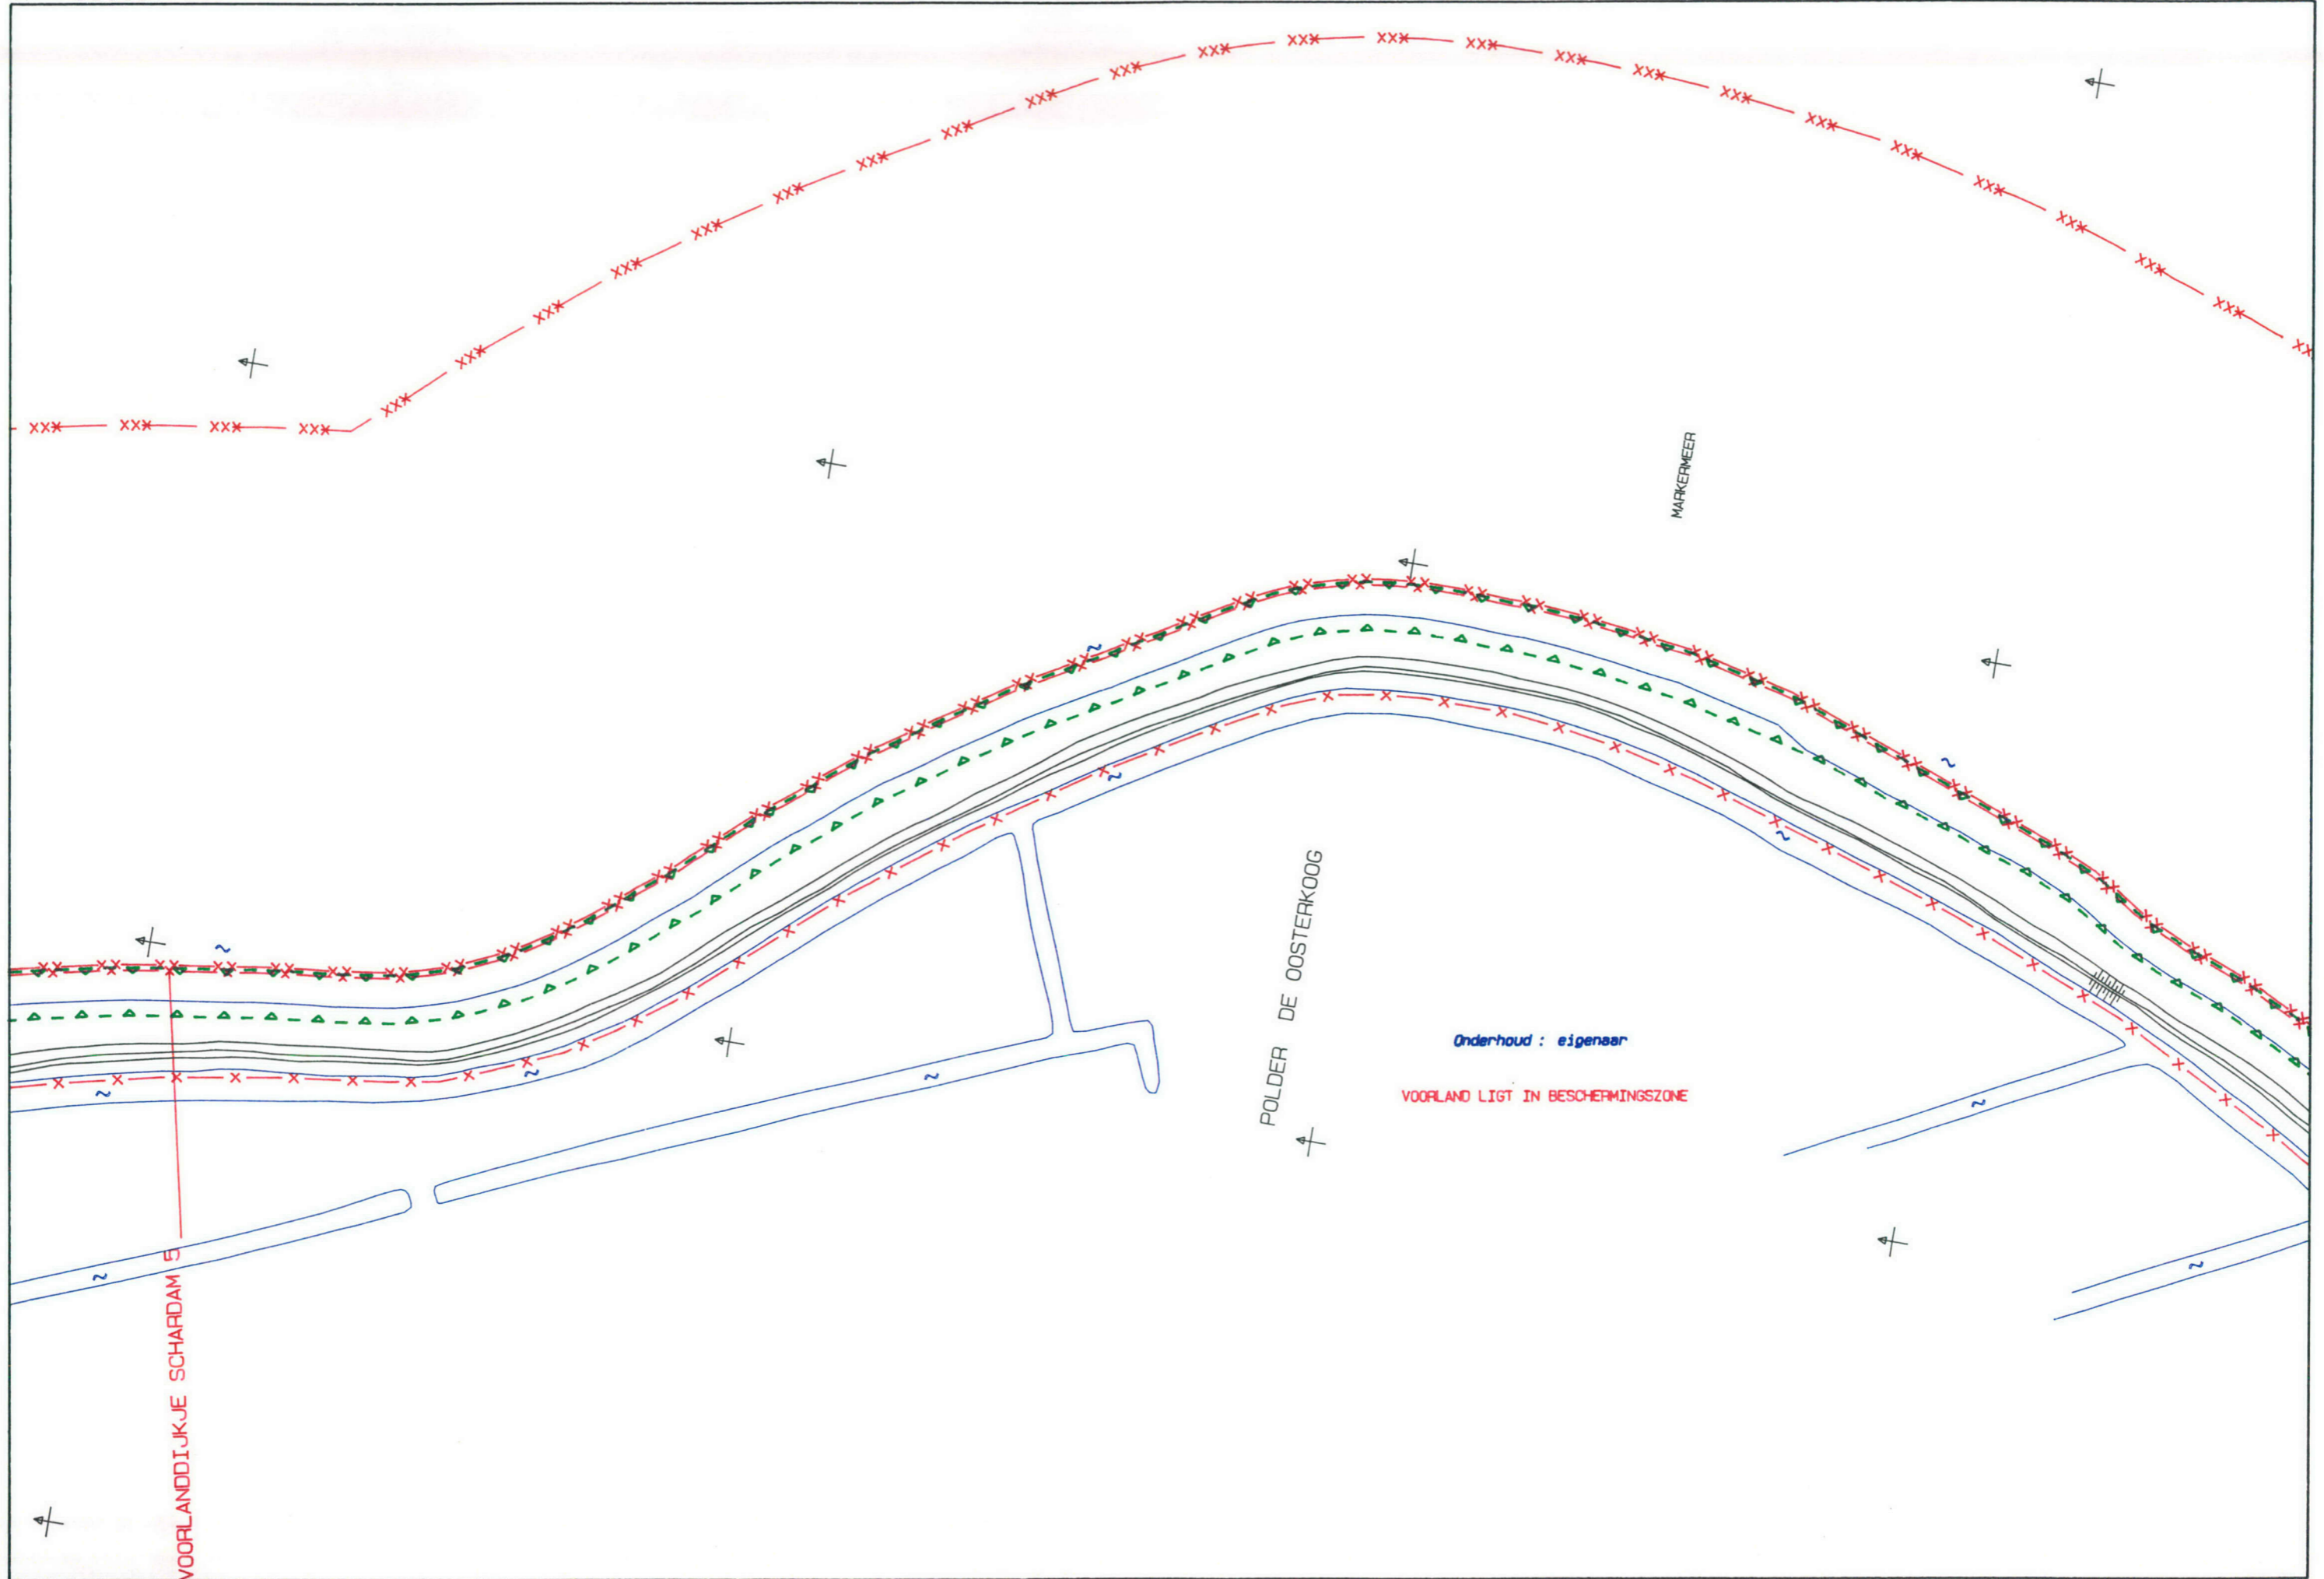 MARKERMEER
POLDER DE OOSTERKOOG
Onderhoud : eigenaar
VOORLAND LIGT IN BESCHERMINGSZONE
VOORLANDDIJKJE SCHARDAM 5